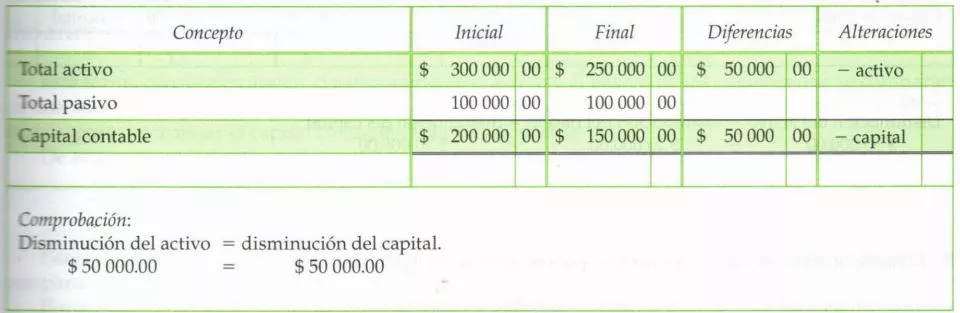 Concepto Inicial Final Diferencias Alteraciones
Total activo $ 300 000 00 $ 250 000 00 $ 50 000 00 – activo
Total pasivo 100 000 00 100 000 00
Capital contable $ 200 000 00 $ 150 000 00 $ 50 000 00 – capital
Comprobación:
Disminución del activo = disminución del capital.
$ 50 000.00 = $ 50 000.00